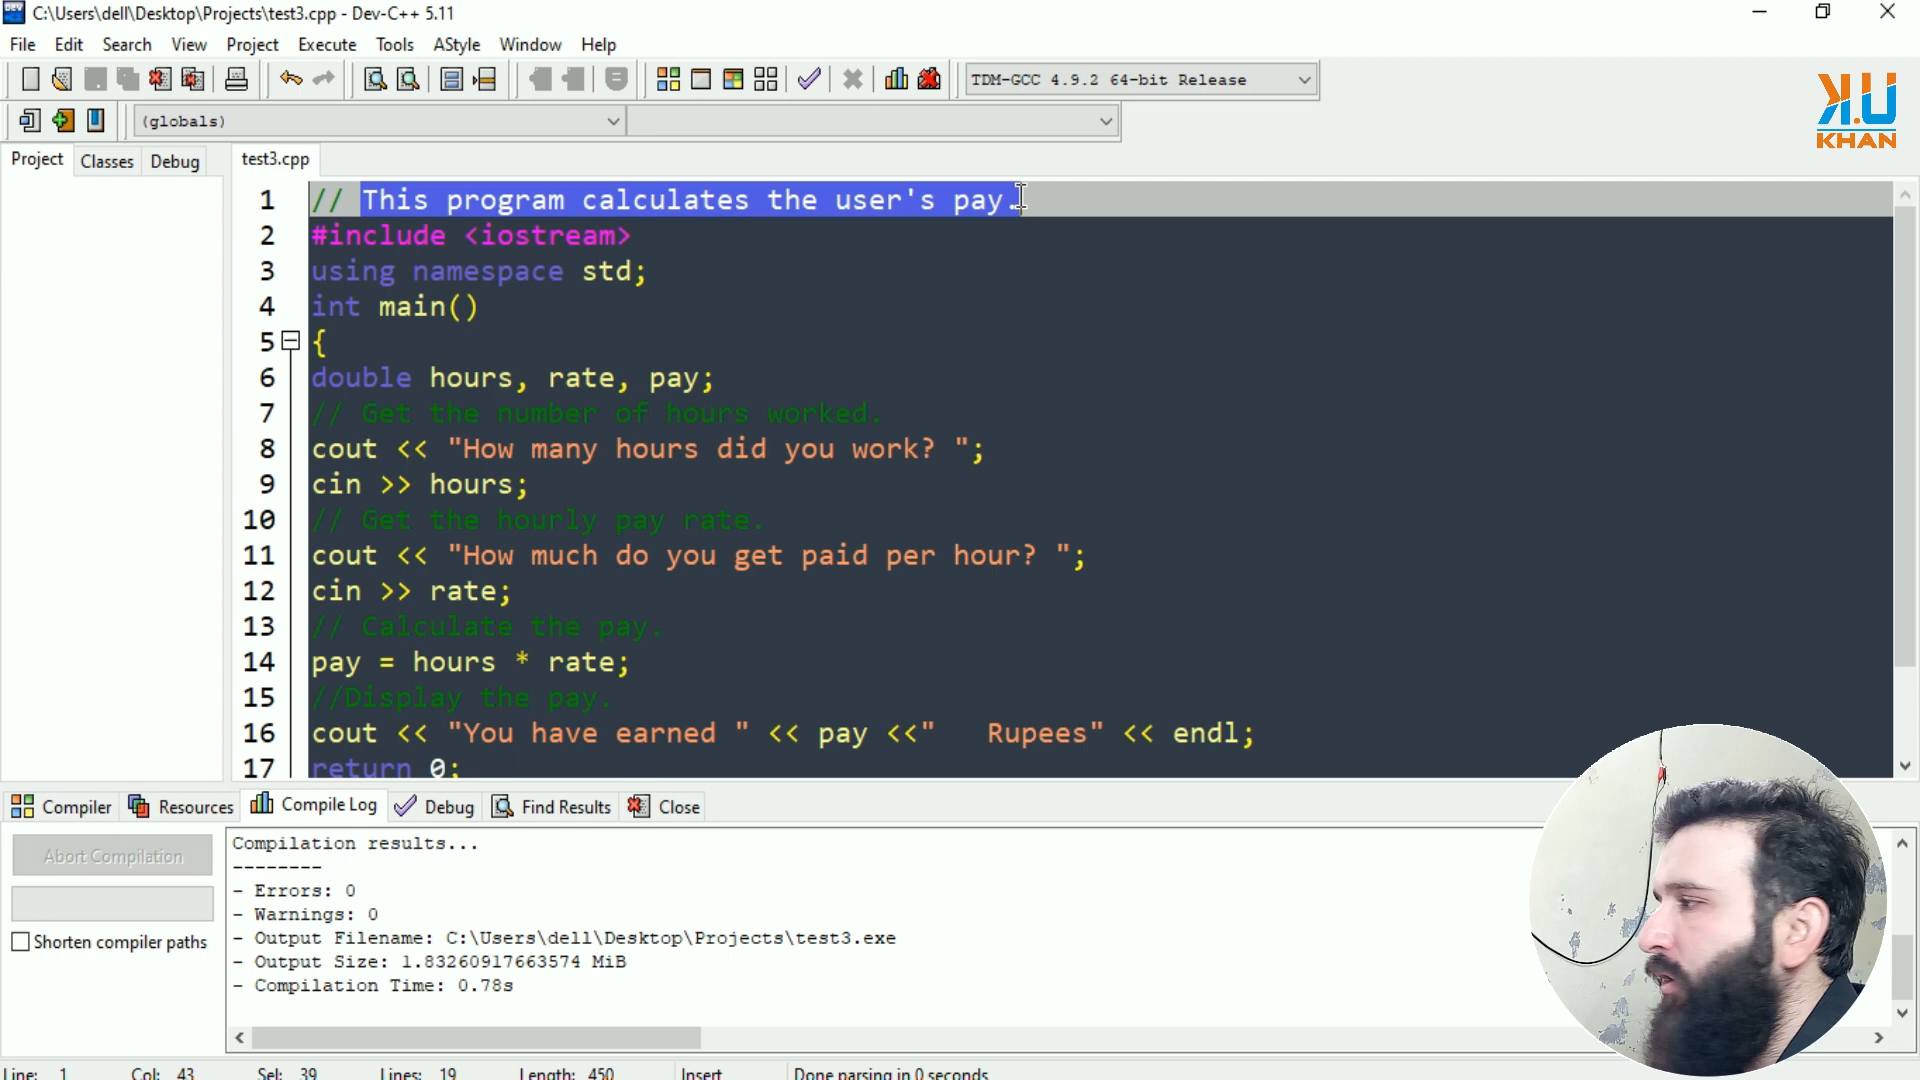 C:\Users\dell\Desktop\Projects\test3.cpp - Dev-C++ 5.11
File Edit Search View Project Execute Tools AStyle Window Help
TDM-GCC 4.9.2 64-bit Release
(globals)
K.U
KHAN
Project Classes Debug test3.cpp
1 // This program calculates the user's pay.
2 #include <iostream>
3 using namespace std;
4 int main()
5 {
6 double hours, rate, pay;
7 // Get the number of hours worked.
8 cout << "How many hours did you work? ";
9 cin >> hours;
10 // Get the hourly pay rate.
11 cout << "How much do you get paid per hour? ";
12 cin >> rate;
13 // Calculate the pay.
14 pay = hours * rate;
15 //Display the pay.
16 cout << "You have earned " << pay <<"   Rupees" << endl;
17 return 0;
Compiler Resources Compile Log Debug Find Results Close
Abort Compilation
Shorten compiler paths
Compilation results...
--------
- Errors: 0
- Warnings: 0
- Output Filename: C:\Users\dell\Desktop\Projects\test3.exe
- Output Size: 1.83260917663574 MiB
- Compilation Time: 0.78s
Line: 1 Col: 43 Sel: 39 Lines: 19 Length: 450 Insert Done parsing in 0 seconds